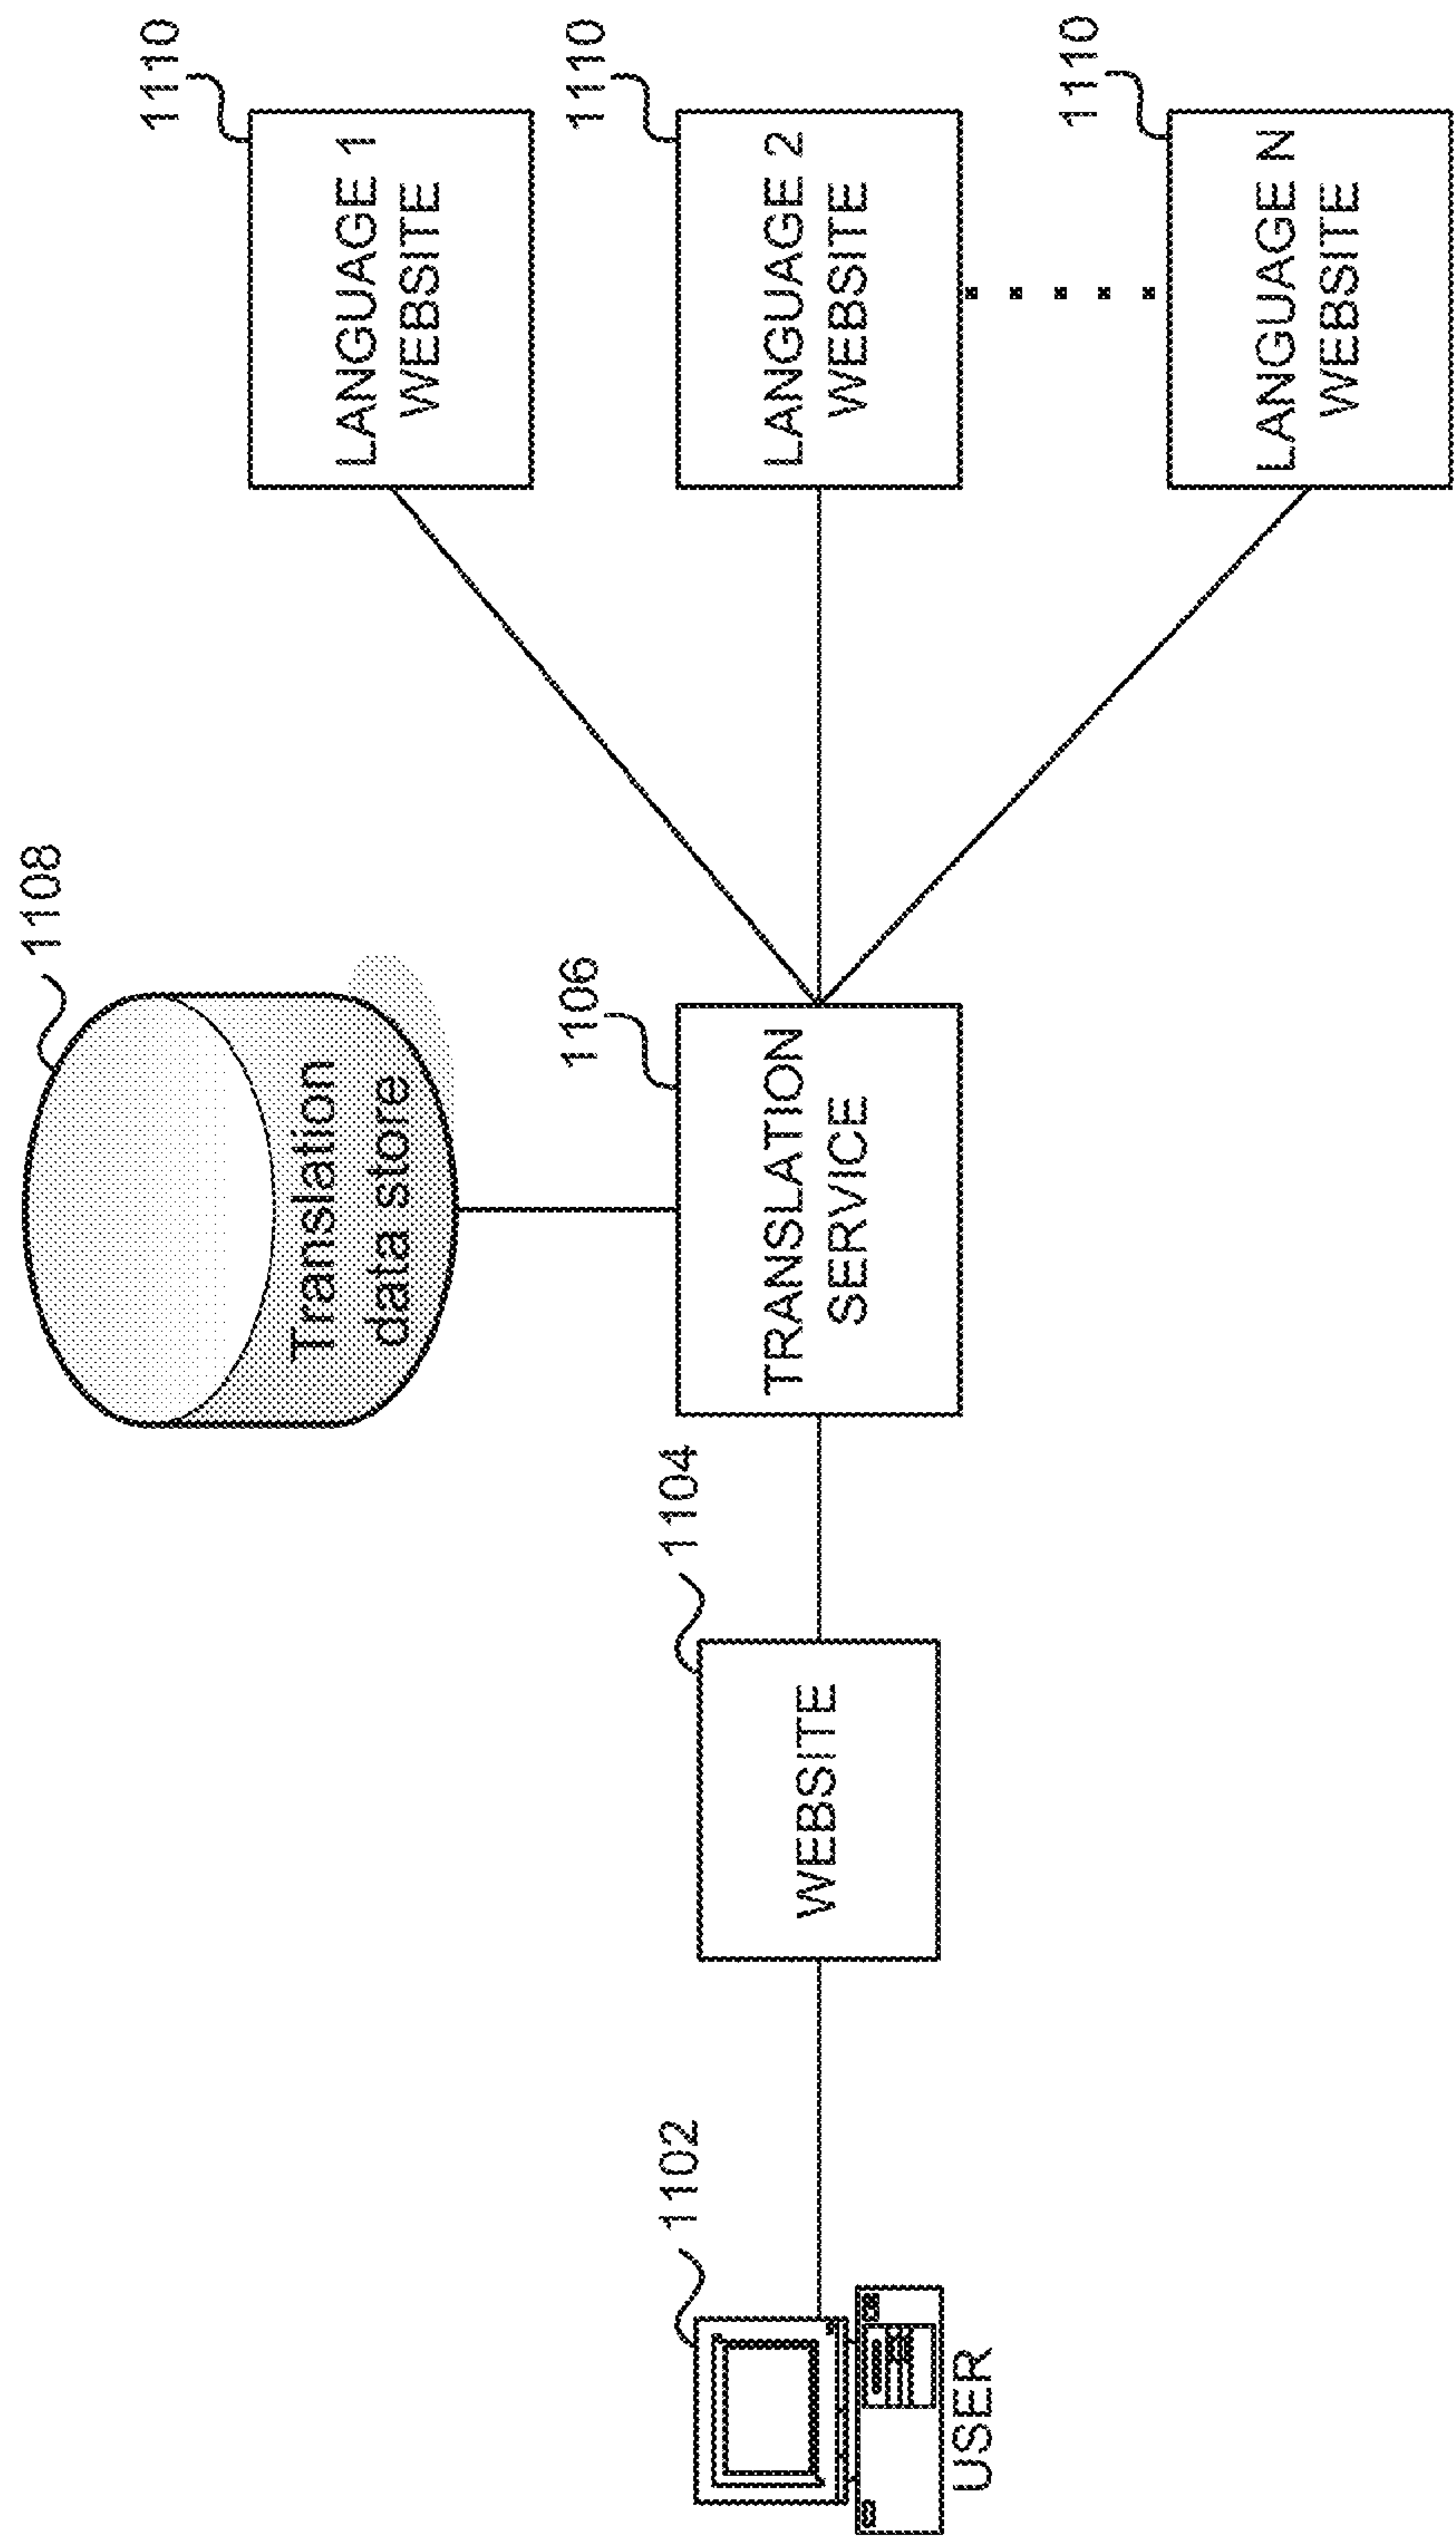 1108
Translation
data store
1110
LANGUAGE 1
WEBSITE
1102
1104
1106
1110
WEBSITE
TRANSLATION
SERVICE
LANGUAGE 2
WEBSITE
USER
1110
LANGUAGE N
WEBSITE